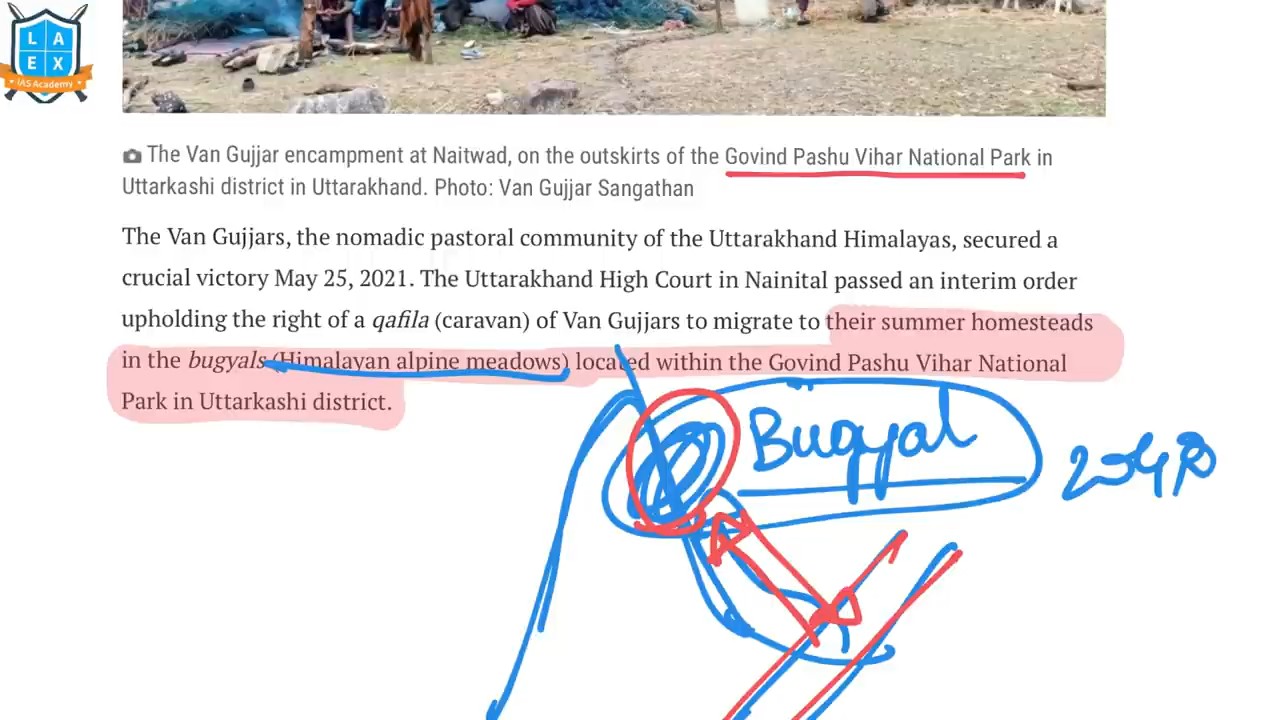 LA
EX
IAS Academy
The Van Gujjar encampment at Naitwad, on the outskirts of the Govind Pashu Vihar National Park in
Uttarkashi district in Uttarakhand. Photo: Van Gujjar Sangathan
The Van Gujjars, the nomadic pastoral community of the Uttarakhand Himalayas, secured a
crucial victory May 25, 2021. The Uttarakhand High Court in Nainital passed an interim order
upholding the right of a qafila (caravan) of Van Gujjars to migrate to their summer homesteads
in the bugyals (Himalayan alpine meadows) located within the Govind Pashu Vihar National
Park in Uttarkashi district.
Bugyal